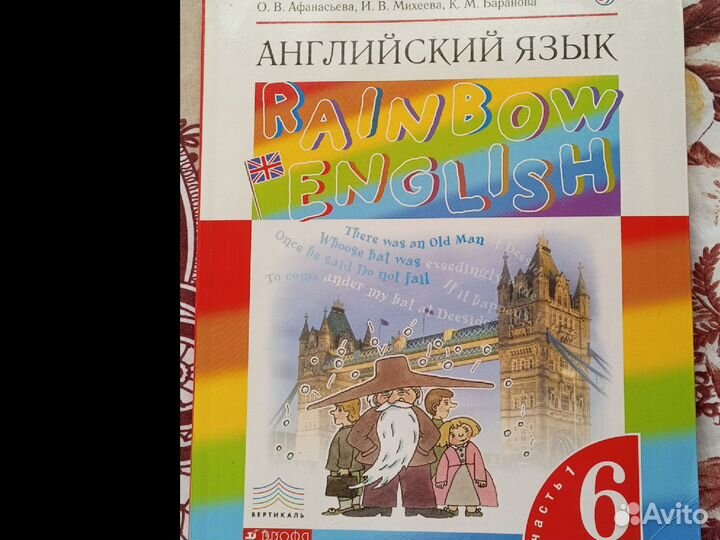 О. В. Афанасьева, И. В. Михеева, К. М. Баранова
АНГЛИЙСКИЙ ЯЗЫК
RAINBOW
ENGLISH
There was an Old Man
Whoose hat was exceedingly
Once he said Do not fail If it happens
To come under my hat at Deeside
часть 1
6
ВЕРТИКАЛЬ
ДРОФА
Avito